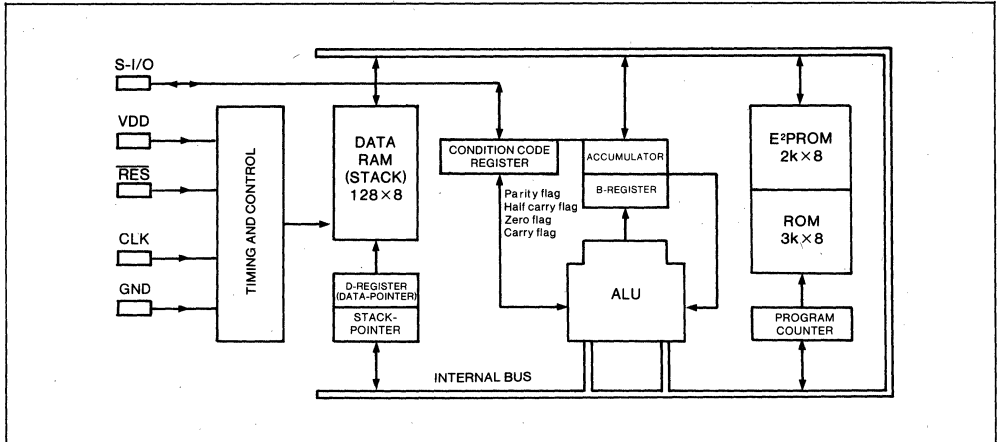 S-I/O
VDD
RES
CLK
GND
TIMING AND CONTROL
DATA
RAM
(STACK)
128×8
D-REGISTER
(DATA-POINTER)
STACK-
POINTER
CONDITION CODE
REGISTER
Parity flag
Half carry flag
Zero flag
Carry flag
ACCUMULATOR
B-REGISTER
ALU
E²PROM
2k×8
ROM
3k×8
PROGRAM
COUNTER
INTERNAL BUS